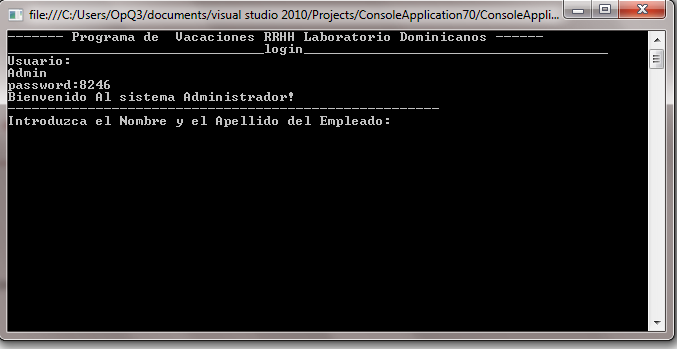 file:///C:/Users/OpQ3/documents/visual studio 2010/Projects/ConsoleApplication70/ConsoleAppli...
------- Programa de  Vacaciones RRHH Laboratorio Dominicanos ------
________________________________login______________________________________
Usuario:
Admin
password:8246
Bienvenido Al sistema Administrador!
------------------------------------------------------
Introduzca el Nombre y el Apellido del Empleado: